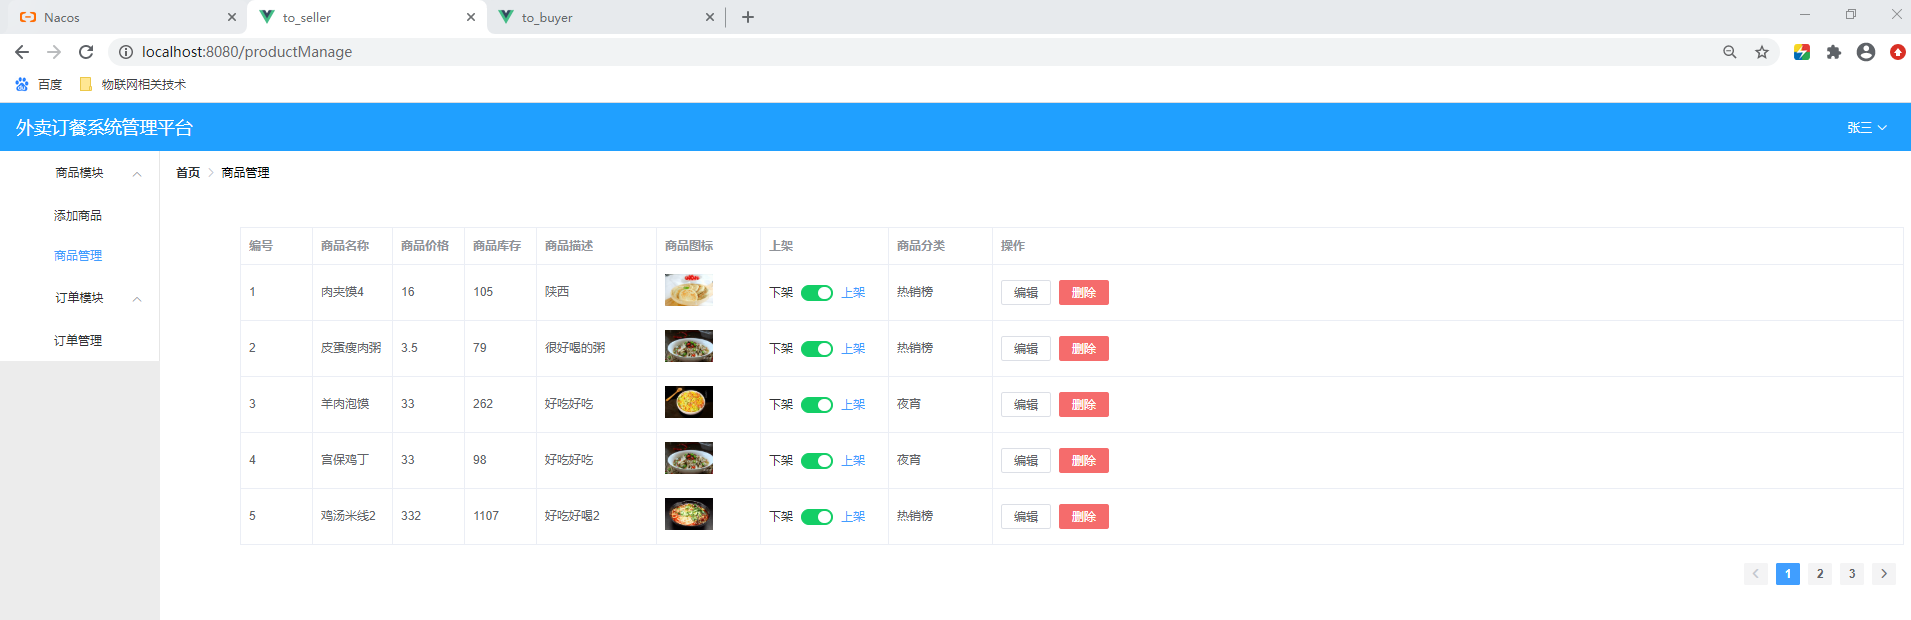 Nacos
to_seller
to_buyer
localhost:8080/productManage
百度
物联网相关技术
外卖订餐系统管理平台
张三
商品模块
添加商品
商品管理
订单模块
订单管理
首页 商品管理
编号 商品名称 商品价格 商品库存 商品描述 商品图标 上架 商品分类 操作
1 肉夹馍4 16 105 陕西 下架 上架 热销榜 编辑 删除
2 皮蛋瘦肉粥 3.5 79 很好喝的粥 下架 上架 热销榜 编辑 删除
3 羊肉泡馍 33 262 好吃好吃 下架 上架 夜宵 编辑 删除
4 宫保鸡丁 33 98 好吃好吃 下架 上架 夜宵 编辑 删除
5 鸡汤米线2 332 1107 好吃好喝2 下架 上架 热销榜 编辑 删除
1 2 3